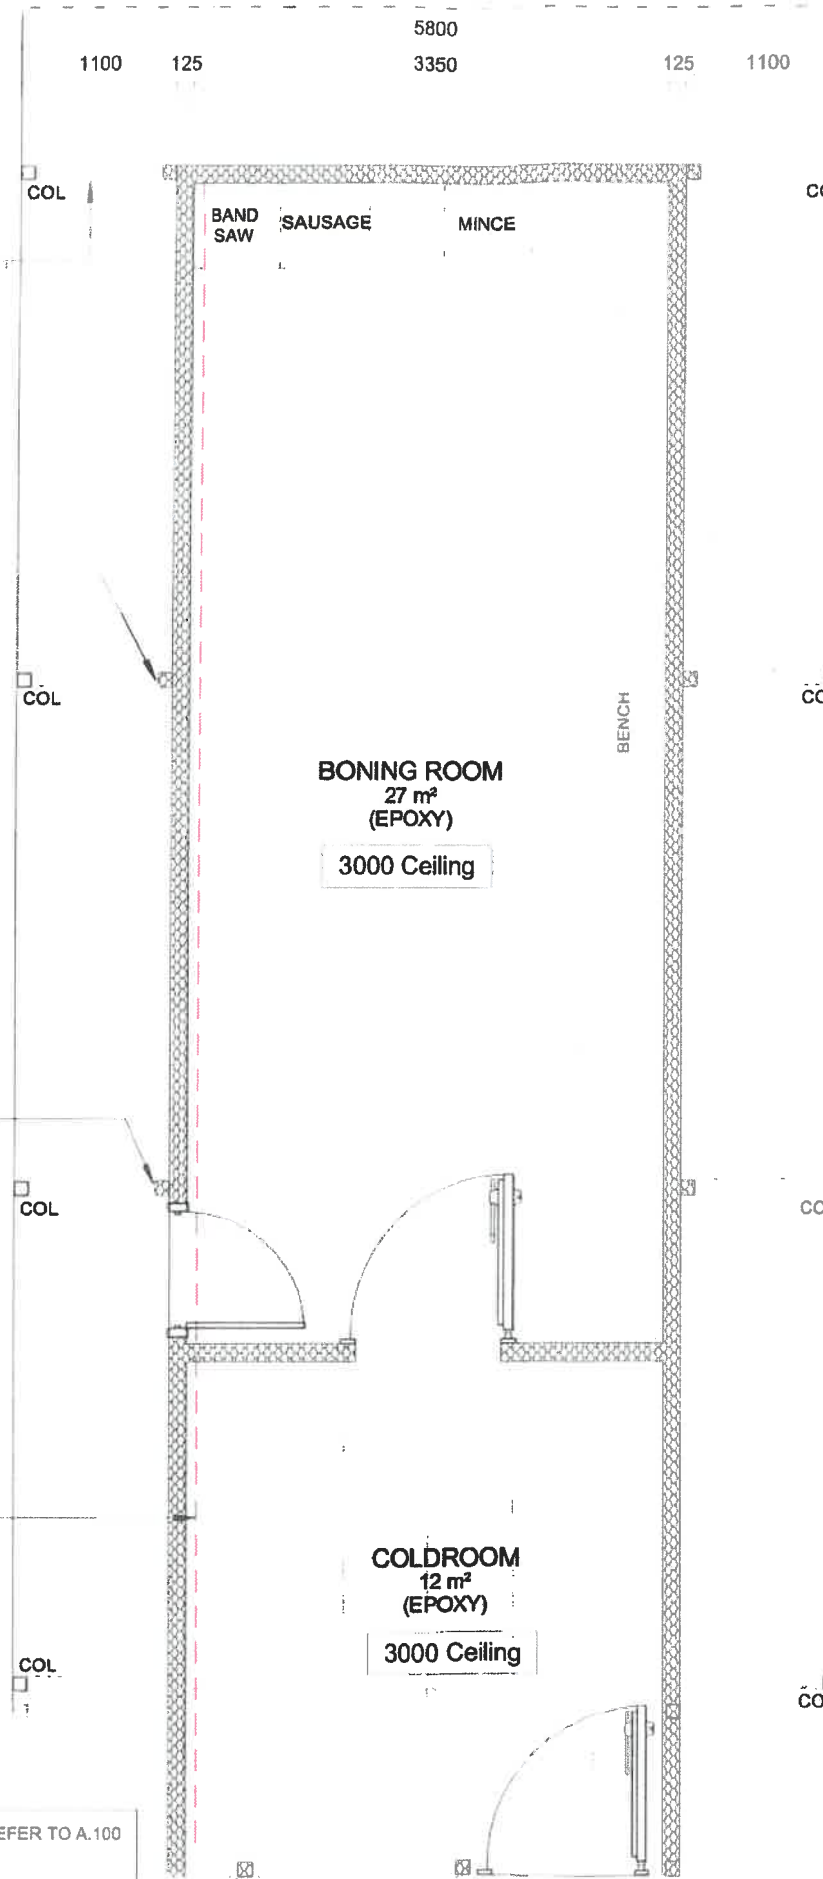 5800
1100 125 3350 125 1100
COL
BAND
SAW
SAUSAGE
MINCE
COL
BENCH
BONING ROOM
27 m²
(EPOXY)
3000 Ceiling
COL
COLDROOM
12 m²
(EPOXY)
3000 Ceiling
COL
EFER TO A.100